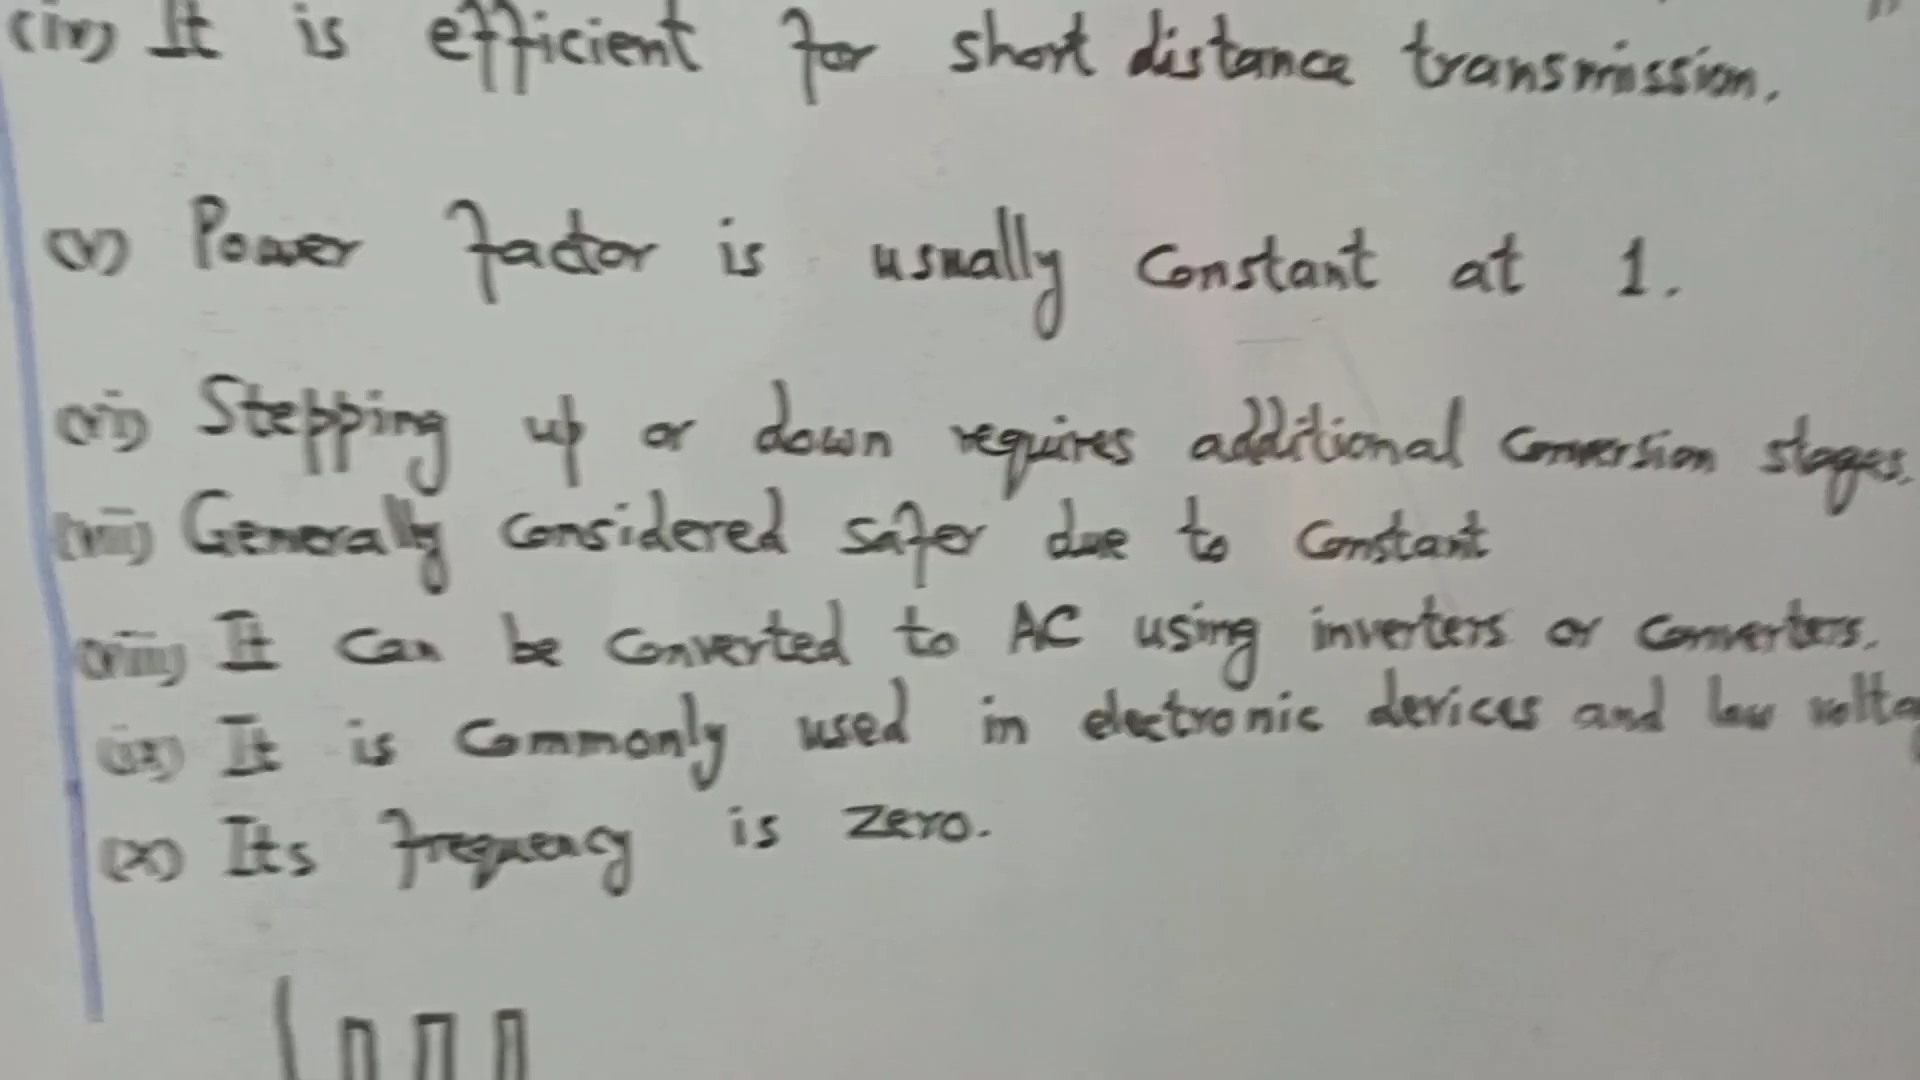 (iv) It is efficient for short distance transmission.
(v) Power factor is usually constant at 1.
(vi) Stepping up or down requires additional conversion stages.
(vii) Generally considered safer due to constant
(viii) It can be converted to AC using inverters or converters.
(ix) It is commonly used in electronic devices and low volta
(x) Its frequency is zero.